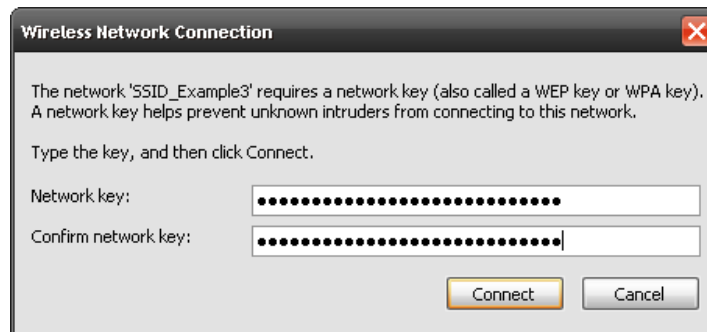 Wireless Network Connection
The network 'SSID_Example3' requires a network key (also called a WEP key or WPA key).
A network key helps prevent unknown intruders from connecting to this network.
Type the key, and then click Connect.
Network key: ••••••••••••••••••••••••••••
Confirm network key: ••••••••••••••••••••••••••••
Connect Cancel